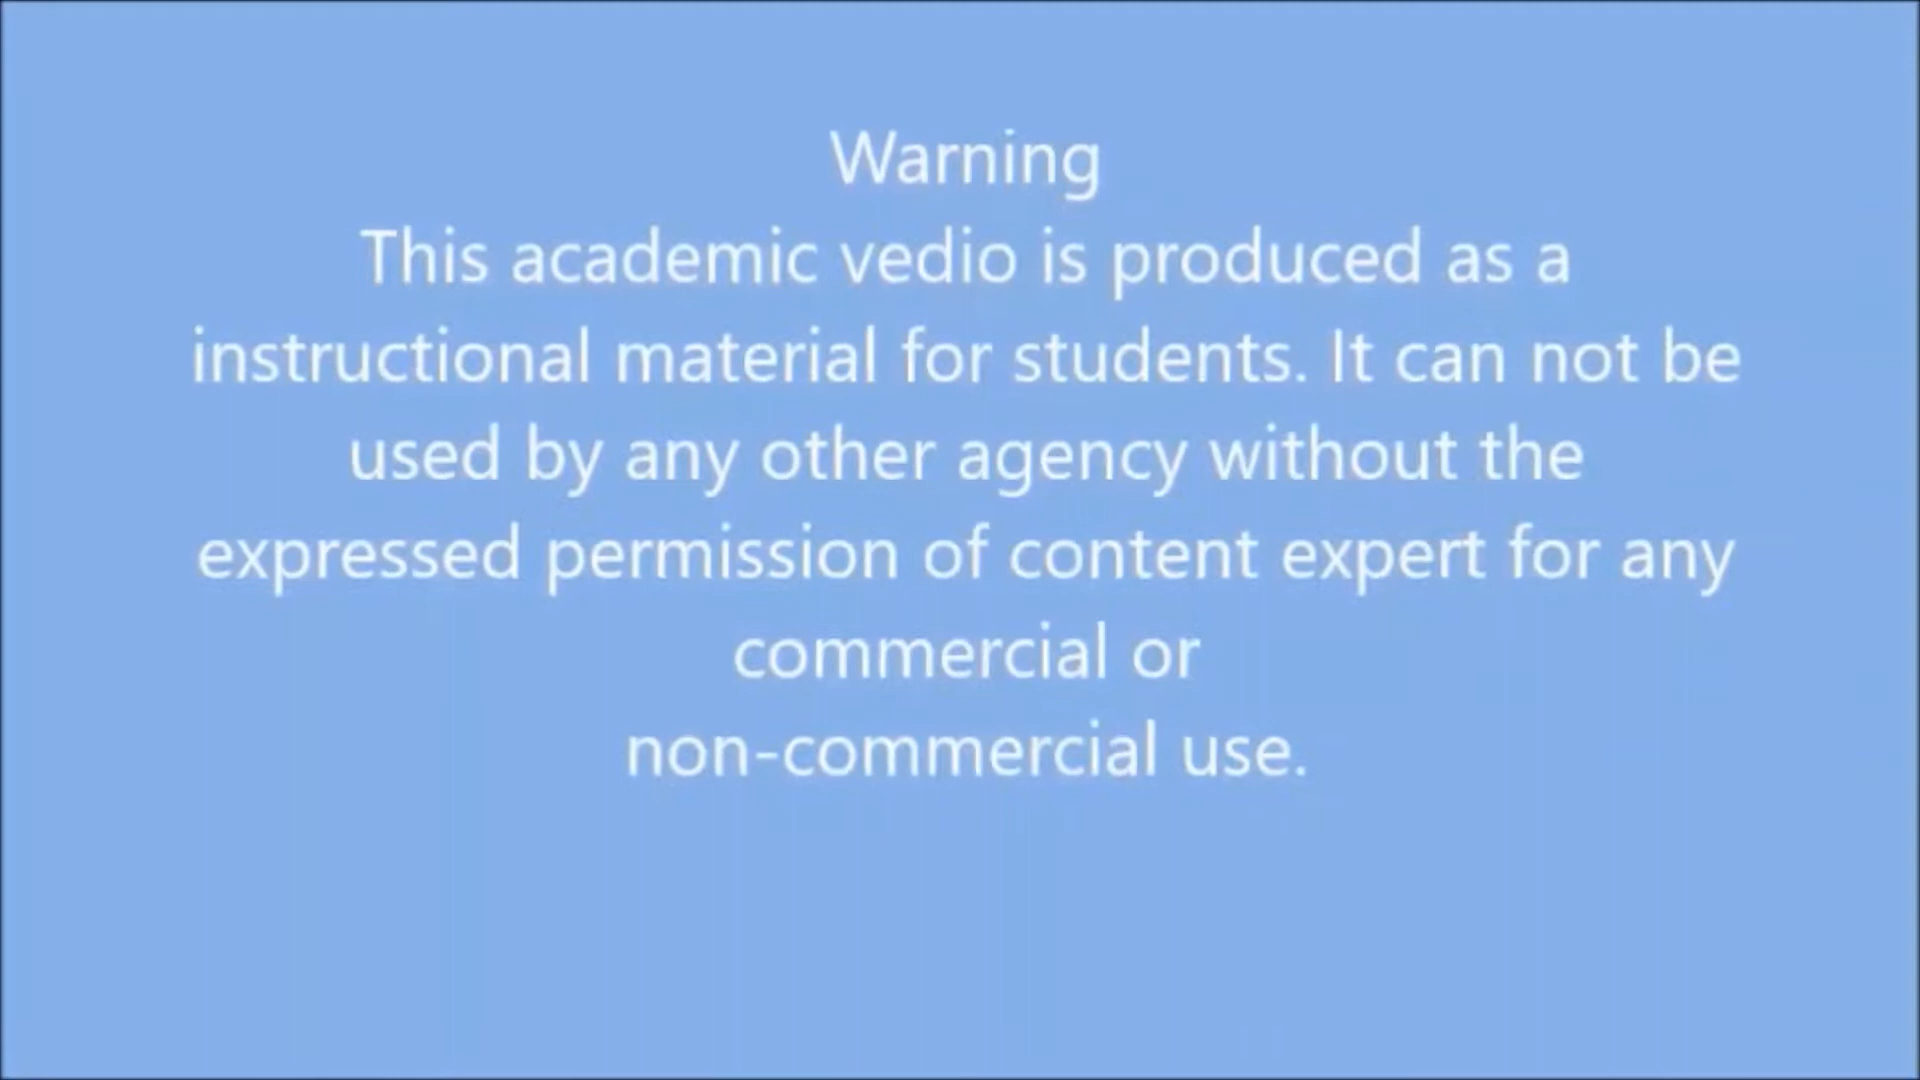 Warning
This academic vedio is produced as a
instructional material for students. It can not be
used by any other agency without the
expressed permission of content expert for any
commercial or
non-commercial use.